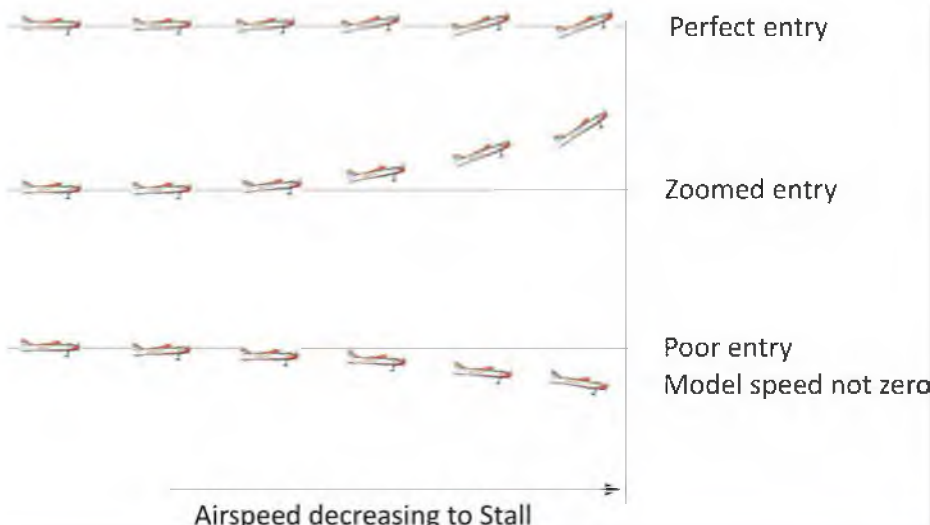 Perfect entry
Zoomed entry
Poor entry
Model speed not zero
Airspeed decreasing to Stall